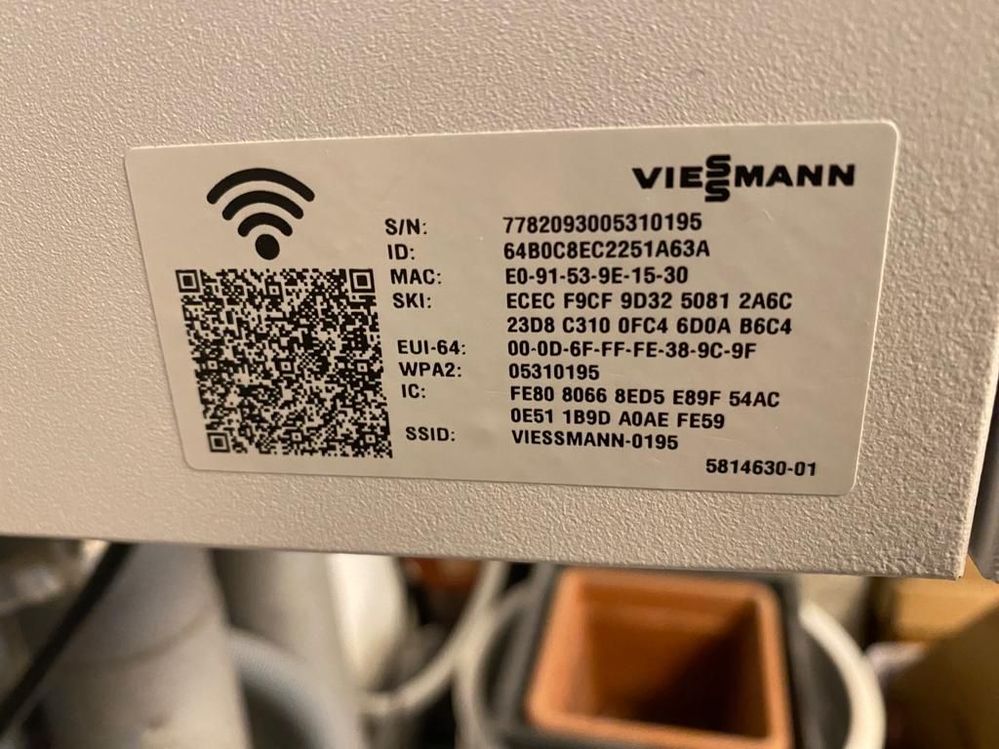 VIESSMANN
S/N: 7782093005310195
ID: 64B0C8EC2251A63A
MAC: E0-91-53-9E-15-30
SKI: ECEC F9CF 9D32 5081 2A6C
23D8 C310 0FC4 6D0A B6C4
EUI-64: 00-0D-6F-FF-FE-38-9C-9F
WPA2: 05310195
IC: FE80 8066 8ED5 E89F 54AC
0E51 1B9D A0AE FE59
SSID: VIESSMANN-0195
5814630-01